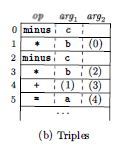 op arg₁ arg₂
0 minus c
1 * b (0)
2 minus c
3 * b (2)
4 + (1) (3)
5 = a (4)
...
(b) Triples